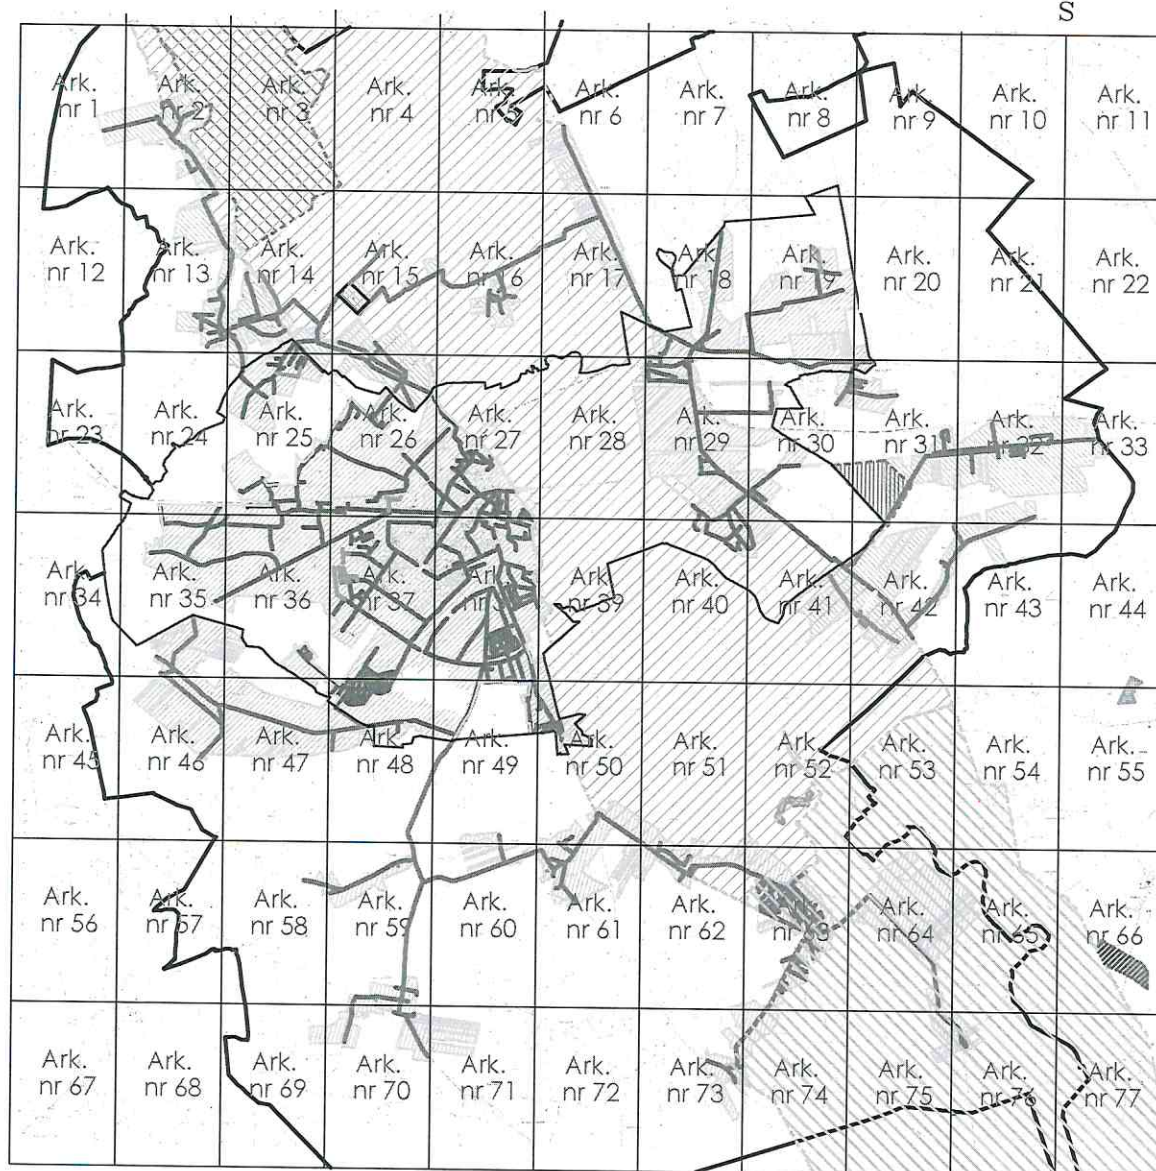 S
Ark.
nr 1
Ark.
nr 2
Ark.
nr 3
Ark.
nr 4
Ark.
nr 5
Ark.
nr 6
Ark.
nr 7
Ark.
nr 8
Ark.
nr 9
Ark.
nr 10
Ark.
nr 11
Ark.
nr 12
Ark.
nr 13
Ark.
nr 14
Ark.
nr 15
Ark.
nr 16
Ark.
nr 17
Ark.
nr 18
Ark.
nr 19
Ark.
nr 20
Ark.
nr 21
Ark.
nr 22
Ark.
nr 23
Ark.
nr 24
Ark.
nr 25
Ark.
nr 26
Ark.
nr 27
Ark.
nr 28
Ark.
nr 29
Ark.
nr 30
Ark.
nr 31
Ark.
nr 32
Ark.
nr 33
Ark.
nr 34
Ark.
nr 35
Ark.
nr 36
Ark.
nr 37
Ark.
nr 38
Ark.
nr 39
Ark.
nr 40
Ark.
nr 41
Ark.
nr 42
Ark.
nr 43
Ark.
nr 44
Ark.
nr 45
Ark.
nr 46
Ark.
nr 47
Ark.
nr 48
Ark.
nr 49
Ark.
nr 50
Ark.
nr 51
Ark.
nr 52
Ark.
nr 53
Ark.
nr 54
Ark.
nr 55
Ark.
nr 56
Ark.
nr 57
Ark.
nr 58
Ark.
nr 59
Ark.
nr 60
Ark.
nr 61
Ark.
nr 62
Ark.
nr 63
Ark.
nr 64
Ark.
nr 65
Ark.
nr 66
Ark.
nr 67
Ark.
nr 68
Ark.
nr 69
Ark.
nr 70
Ark.
nr 71
Ark.
nr 72
Ark.
nr 73
Ark.
nr 74
Ark.
nr 75
Ark.
nr 76
Ark.
nr 77